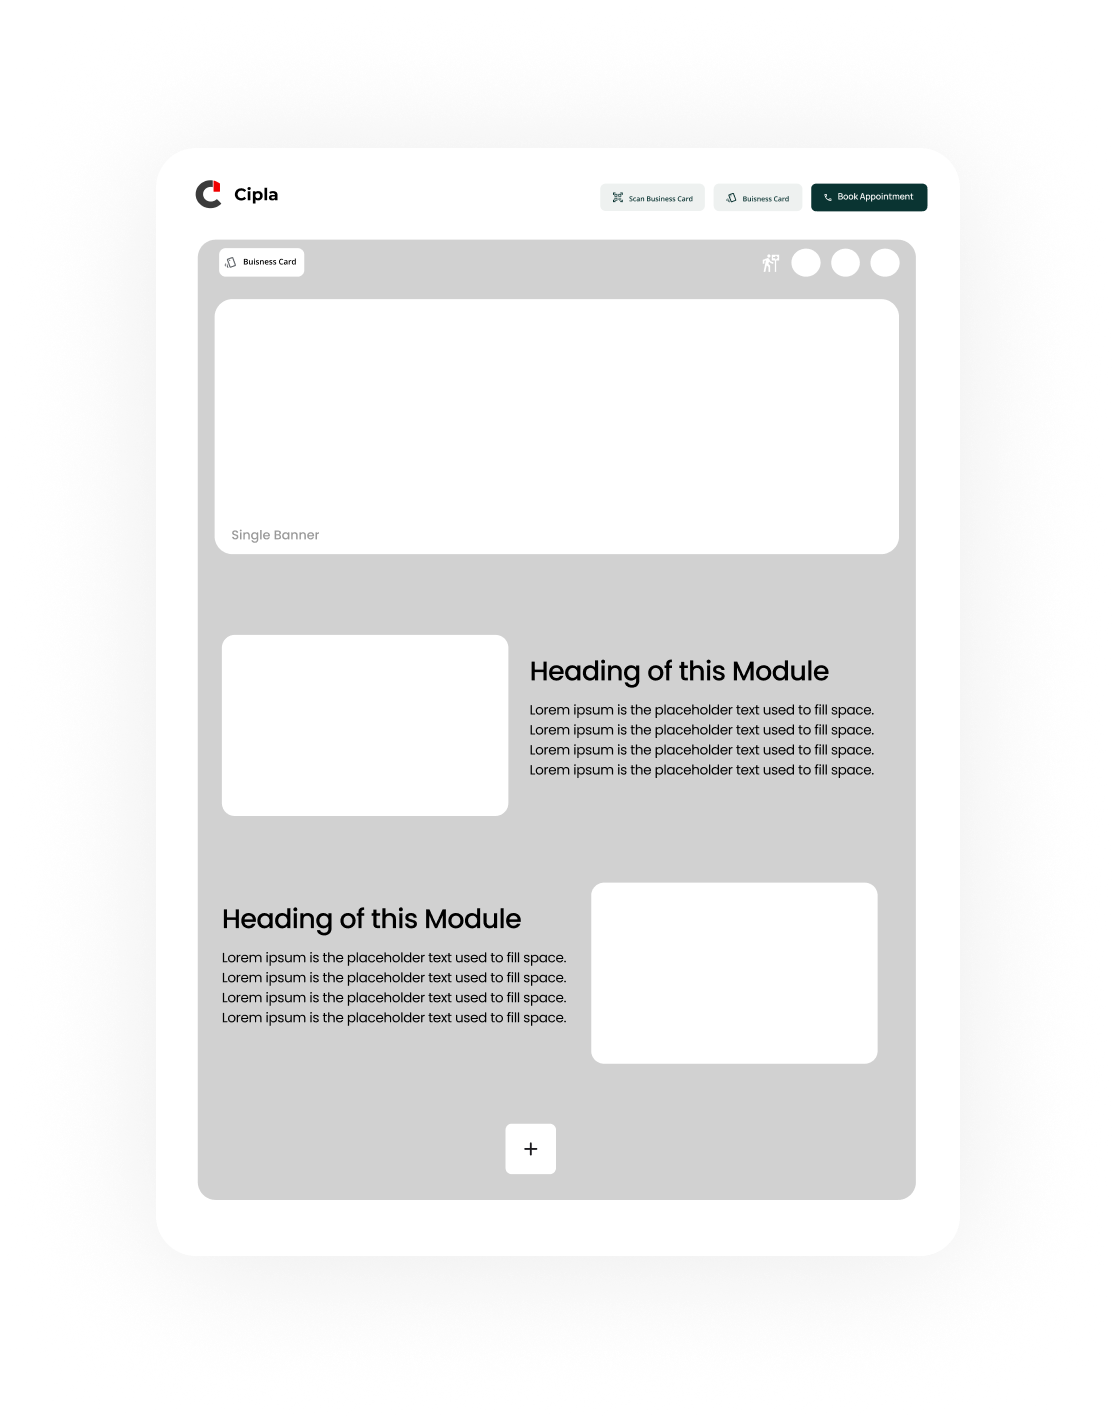 Cipla
Scan Business Card
Buisness Card
Book Appointment
Buisness Card
Single Banner
Heading of this Module
Lorem ipsum is the placeholder text used to fill space.
Lorem ipsum is the placeholder text used to fill space.
Lorem ipsum is the placeholder text used to fill space.
Lorem ipsum is the placeholder text used to fill space.
Heading of this Module
Lorem ipsum is the placeholder text used to fill space.
Lorem ipsum is the placeholder text used to fill space.
Lorem ipsum is the placeholder text used to fill space.
Lorem ipsum is the placeholder text used to fill space.
+